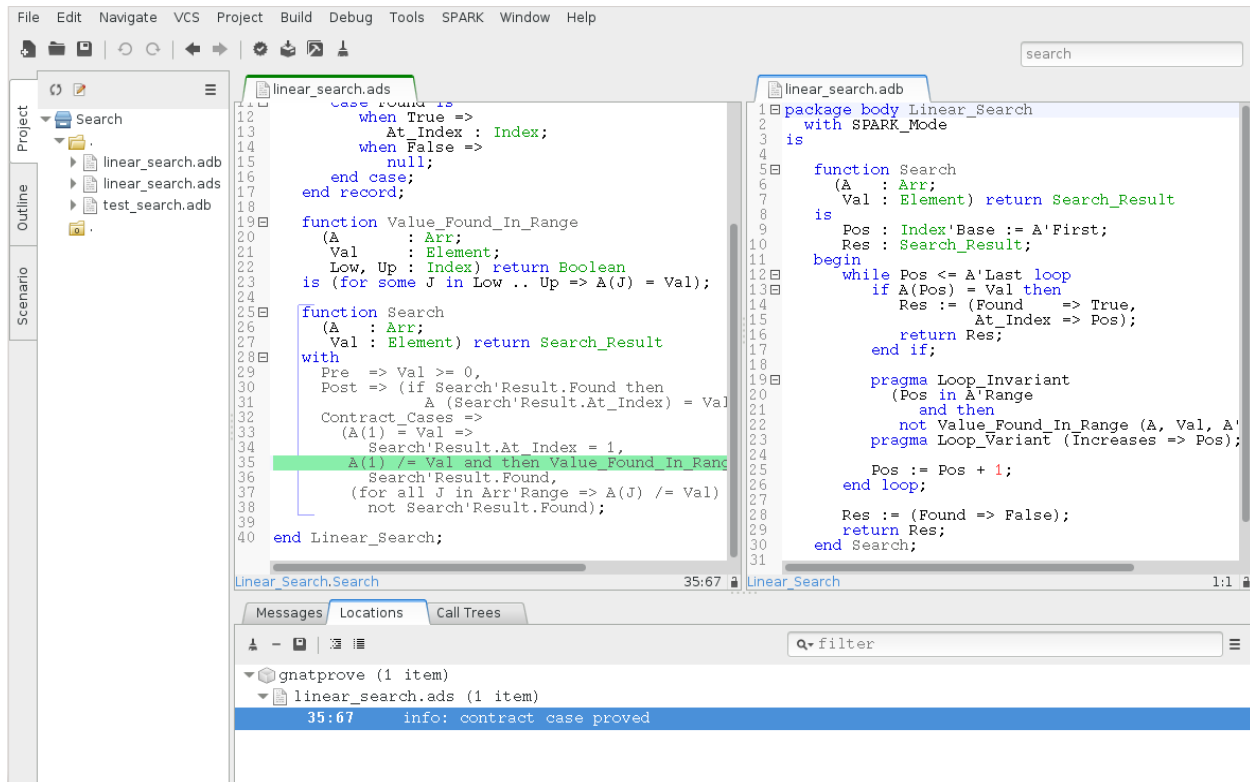 File Edit Navigate VCS Project Build Debug Tools SPARK Window Help
search
Project
Outline
Scenario
Search
.
linear_search.adb
linear_search.ads
test_search.adb
.
linear_search.ads
11 case Found is
12 when True =>
13 At_Index : Index;
14 when False =>
15 null;
16 end case;
17 end record;
18
19 function Value_Found_In_Range
20 (A : Arr;
21 Val : Element;
22 Low, Up : Index) return Boolean
23 is (for some J in Low .. Up => A(J) = Val);
24
25 function Search
26 (A : Arr;
27 Val : Element) return Search_Result
28 with
29 Pre => Val >= 0,
30 Post => (if Search'Result.Found then
31 A (Search'Result.At_Index) = Val
32 Contract_Cases =>
33 (A(1) = Val =>
34 Search'Result.At_Index = 1,
35 A(1) /= Val and then Value_Found_In_Rang
36 Search'Result.Found,
37 (for all J in Arr'Range => A(J) /= Val)
38 not Search'Result.Found);
39
40 end Linear_Search;
Linear_Search.Search 35:67
linear_search.adb
1 package body Linear_Search
2 with SPARK_Mode
3 is
4
5 function Search
6 (A : Arr;
7 Val : Element) return Search_Result
8 is
9 Pos : Index'Base := A'First;
10 Res : Search_Result;
11 begin
12 while Pos <= A'Last loop
13 if A(Pos) = Val then
14 Res := (Found => True,
15 At_Index => Pos);
16 return Res;
17 end if;
18
19 pragma Loop_Invariant
20 (Pos in A'Range
21 and then
22 not Value_Found_In_Range (A, Val, A'
23 pragma Loop_Variant (Increases => Pos);
24
25 Pos := Pos + 1;
26 end loop;
27
28 Res := (Found => False);
29 return Res;
30 end Search;
31
Linear_Search 1:1
Messages Locations Call Trees
filter
gnatprove (1 item)
linear_search.ads (1 item)
35:67 info: contract case proved